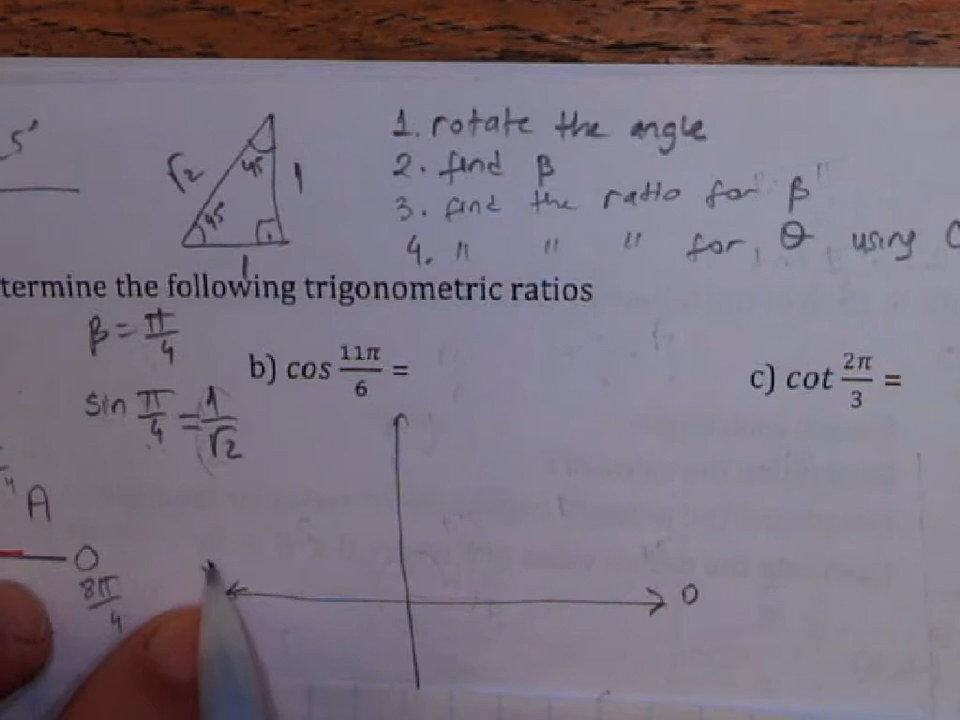 5'
√2 45 1
45
1
1. rotate the angle
2. find β
3. find the ratio for "β"
4. " " " for, θ using C
termine the following trigonometric ratios
β = π/4
b) cos 11π/6 =
c) cot 2π/3 =
sin π/4 = 1/√2
4
A
0
8π/4
0